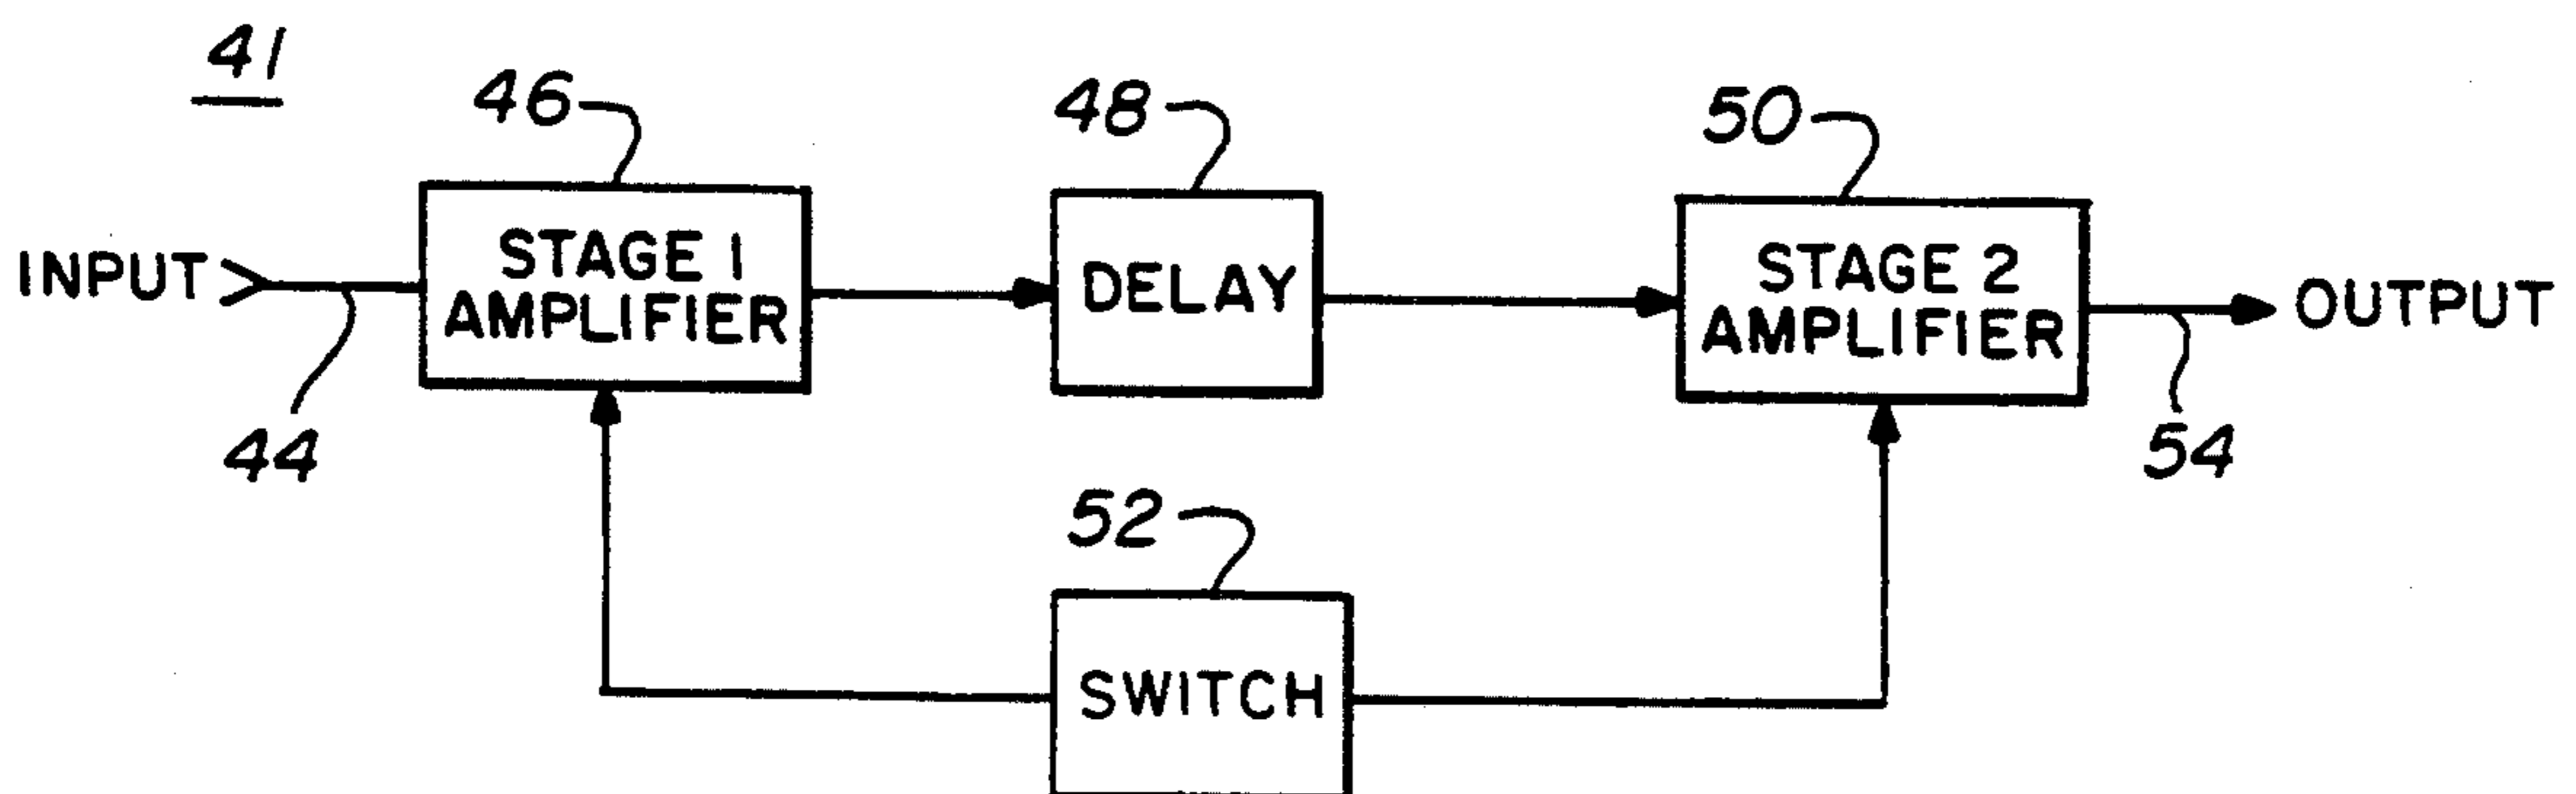 41
46
48
50
INPUT
STAGE 1
AMPLIFIER
DELAY
STAGE 2
AMPLIFIER
OUTPUT
44
54
52
SWITCH